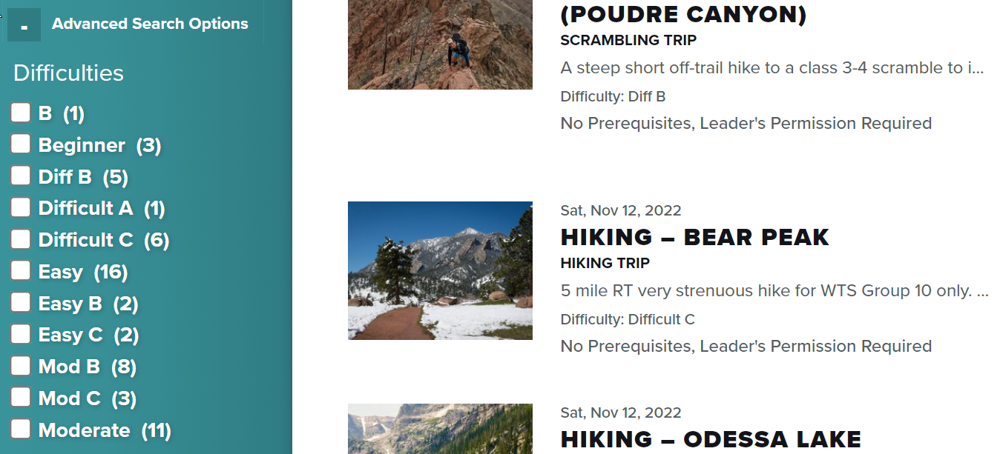 - Advanced Search Options
Difficulties
B (1)
Beginner (3)
Diff B (5)
Difficult A (1)
Difficult C (6)
Easy (16)
Easy B (2)
Easy C (2)
Mod B (8)
Mod C (3)
Moderate (11)
(POUDRE CANYON)
SCRAMBLING TRIP
A steep short off-trail hike to a class 3-4 scramble to i...
Difficulty: Diff B
No Prerequisites, Leader's Permission Required
Sat, Nov 12, 2022
HIKING – BEAR PEAK
HIKING TRIP
5 mile RT very strenuous hike for WTS Group 10 only. ...
Difficulty: Difficult C
No Prerequisites, Leader's Permission Required
Sat, Nov 12, 2022
HIKING – ODESSA LAKE